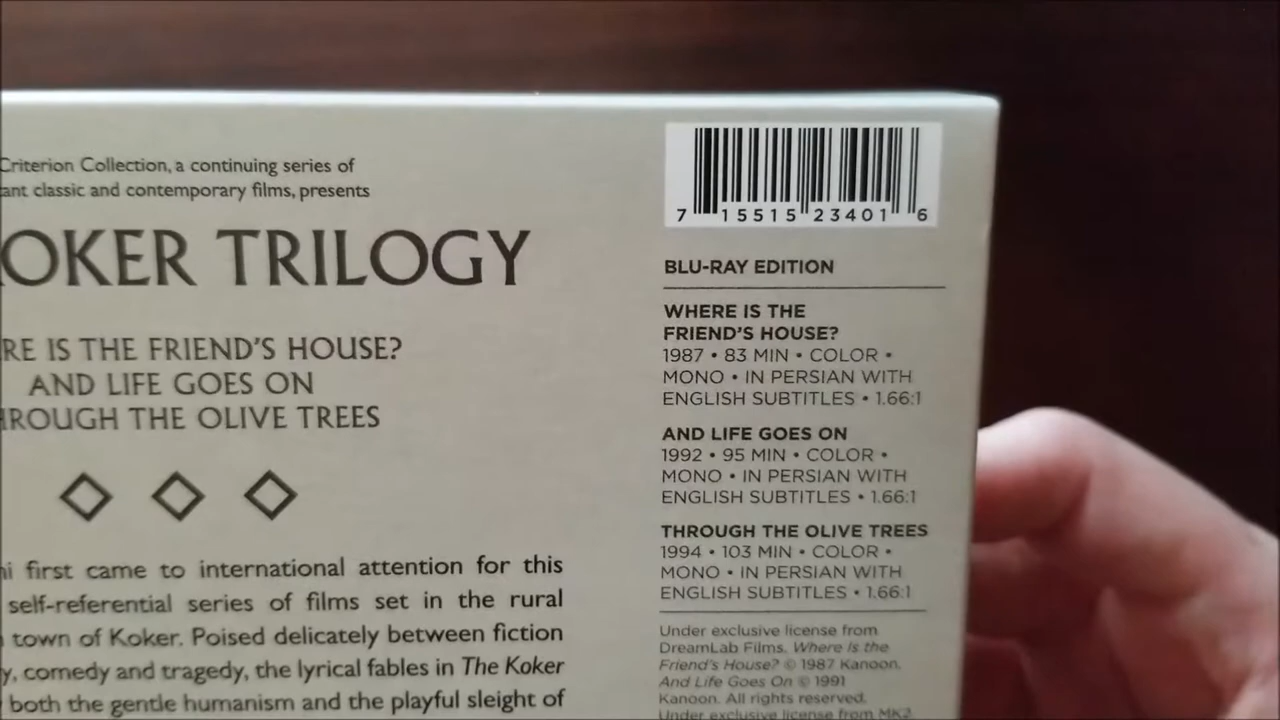 Criterion Collection, a continuing series of
classic and contemporary films, presents
TRILOGY
IS THE FRIEND'S HOUSE?
AND LIFE GOES ON
THE OLIVE TREES
first came to international attention for this
self-referential series of films set in the rural
town of Koker. Poised delicately between fiction
comedy and tragedy, the lyrical fables in The Koker
both the gentle humanism and the playful sleight of
7 15515 23401 6
BLU-RAY EDITION
WHERE IS THE
FRIEND'S HOUSE?
1987 • 83 MIN • COLOR •
MONO • IN PERSIAN WITH
ENGLISH SUBTITLES • 1.66:1
AND LIFE GOES ON
1992 • 95 MIN • COLOR •
MONO • IN PERSIAN WITH
ENGLISH SUBTITLES • 1.66:1
THROUGH THE OLIVE TREES
1994 • 103 MIN • COLOR •
MONO • IN PERSIAN WITH
ENGLISH SUBTITLES • 1.66:1
Under exclusive license from
DreamLab Films. Where Is the
Friend's House? © 1987 Kanoon.
And Life Goes On © 1991
Kanoon. All rights reserved.
Under exclusive license from MK2.